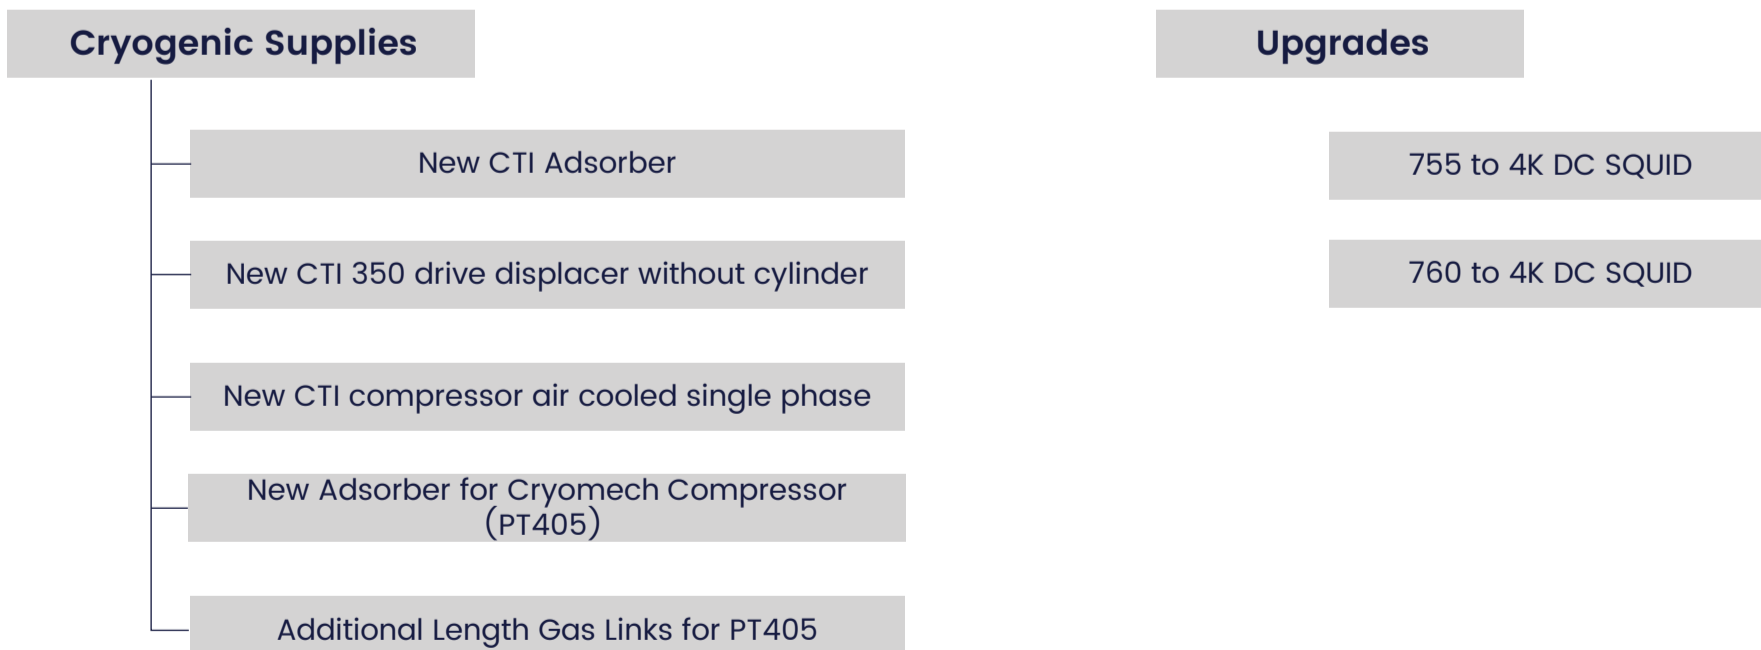 Cryogenic Supplies
New CTI Adsorber
New CTI 350 drive displacer without cylinder
New CTI compressor air cooled single phase
New Adsorber for Cryomech Compressor
(PT405)
Additional Length Gas Links for PT405
Upgrades
755 to 4K DC SQUID
760 to 4K DC SQUID